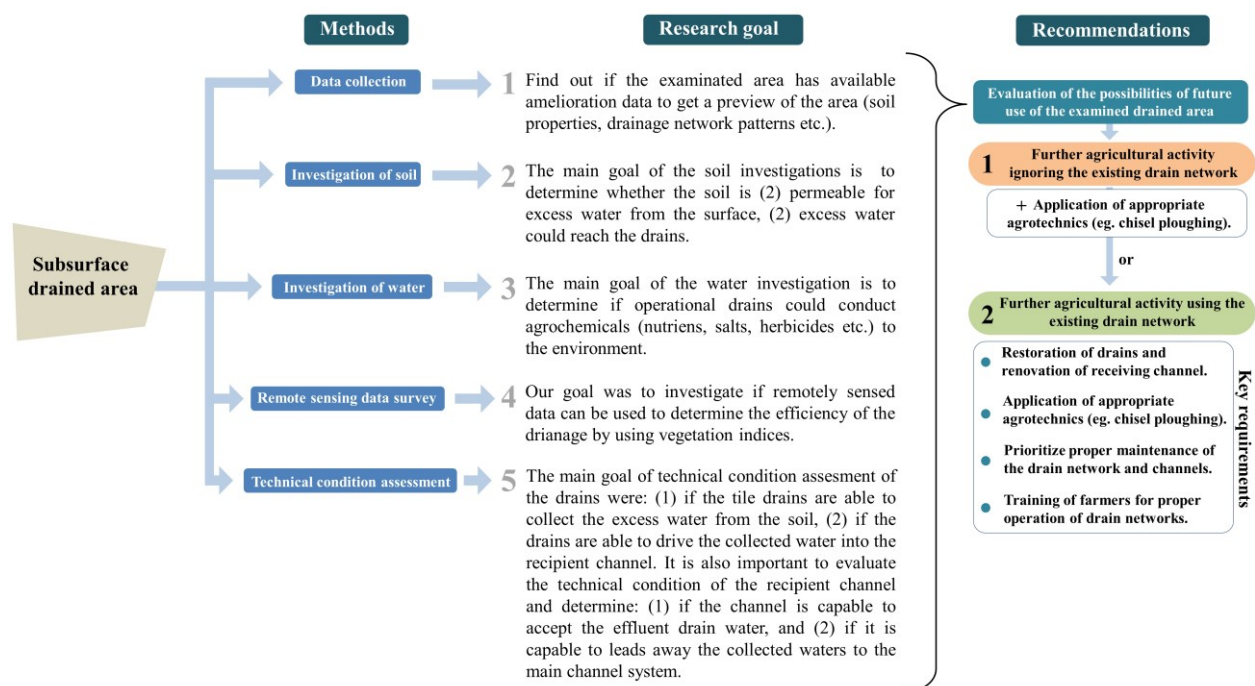 Methods
Research goal
Recommendations
Subsurface
drained area
Data collection
1
Find out if the examinated area has available
amelioration data to get a preview of the area (soil
properties, drainage network patterns etc.).
Investigation of soil
2
The main goal of the soil investigations is to
determine whether the soil is (2) permeable for
excess water from the surface, (2) excess water
could reach the drains.
Investigation of water
3
The main goal of the water investigation is to
determine if operational drains could conduct
agrochemicals (nutriens, salts, herbicides etc.) to
the environment.
Remote sensing data survey
4
Our goal was to investigate if remotely sensed
data can be used to determine the efficiency of the
drianage by using vegetation indices.
Technical condition assessment
5
The main goal of technical condition assesment of
the drains were: (1) if the tile drains are able to
collect the excess water from the soil, (2) if the
drains are able to drive the collected water into the
recipient channel. It is also important to evaluate
the technical condition of the recipient channel
and determine: (1) if the channel is capable to
accept the effluent drain water, and (2) if it is
capable to leads away the collected waters to the
main channel system.
Evaluation of the possibilities of future
use of the examined drained area
1
Further agricultural activity
ignoring the existing drain network
+ Application of appropriate
agrotechnics (eg. chisel ploughing).
or
2
Further agricultural activity using the
existing drain network
Restoration of drains and
renovation of receiving channel.
Application of appropriate
agrotechnics (eg. chisel ploughing).
Prioritize proper maintenance of
the drain network and channels.
Training of farmers for proper
operation of drain networks.
Key requirements